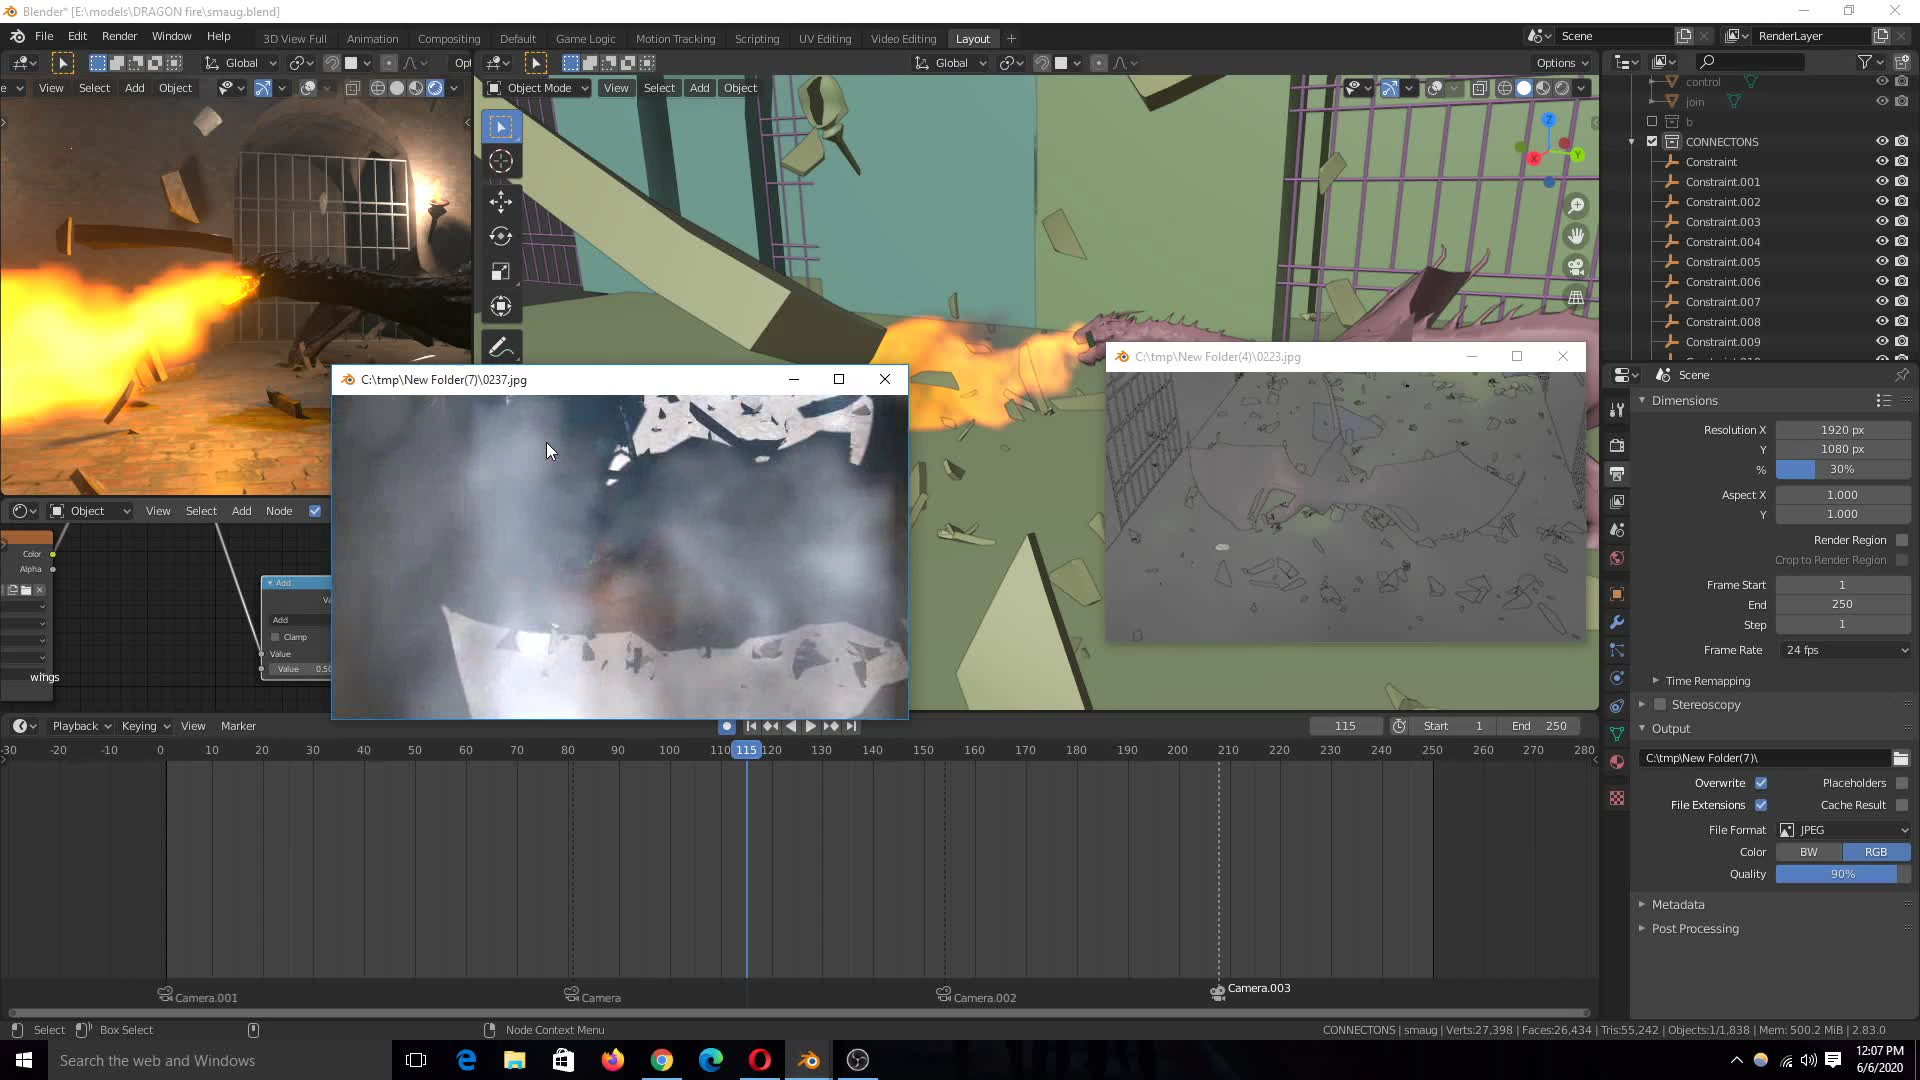 Blender* [E:\models\DRAGON fire\smaug.blend]
File Edit Render Window Help
3D View Full Animation Compositing Default Game Logic Motion Tracking Scripting UV Editing Video Editing Layout
Scene RenderLayer
Global
Global Options
View Select Add Object
Object Mode View Select Add Object
control
join
b
CONNECTONS
Constraint
Constraint.001
Constraint.002
Constraint.003
Constraint.004
Constraint.005
Constraint.006
Constraint.007
Constraint.008
Constraint.009
Z
Y
X
C:\tmp\New Folder(4)\0223.jpg
C:\tmp\New Folder(7)\0237.jpg
Scene
Dimensions
Resolution X 1920 px
Y 1080 px
% 30%
Aspect X 1.000
Y 1.000
Render Region
Crop to Render Region
Frame Start 1
End 250
Step 1
Frame Rate 24 fps
Time Remapping
Stereoscopy
Output
C:\tmp\New Folder(7)\
Overwrite Placeholders
File Extensions Cache Result
File Format JPEG
Color BW RGB
Quality 90%
Metadata
Post Processing
Object View Select Add Node
Color
Alpha
Add
Add
Clamp
Value
Value
wings
Playback Keying View Marker
115 Start 1 End 250
-20 -10 0 10 20 30 40 50 60 70 80 90 100 110 115 120 130 140 150 160 170 180 190 200 210 220 230 240 250 260 270 280
Camera.001 Camera Camera.002 Camera.003
Select Box Select Node Context Menu
CONNECTONS | smaug | Verts:27,398 | Faces:26,434 | Tris:55,242 | Objects:1/1,838 | Mem: 500.2 MiB | 2.83.0
Search the web and Windows
12:07 PM
6/6/2020